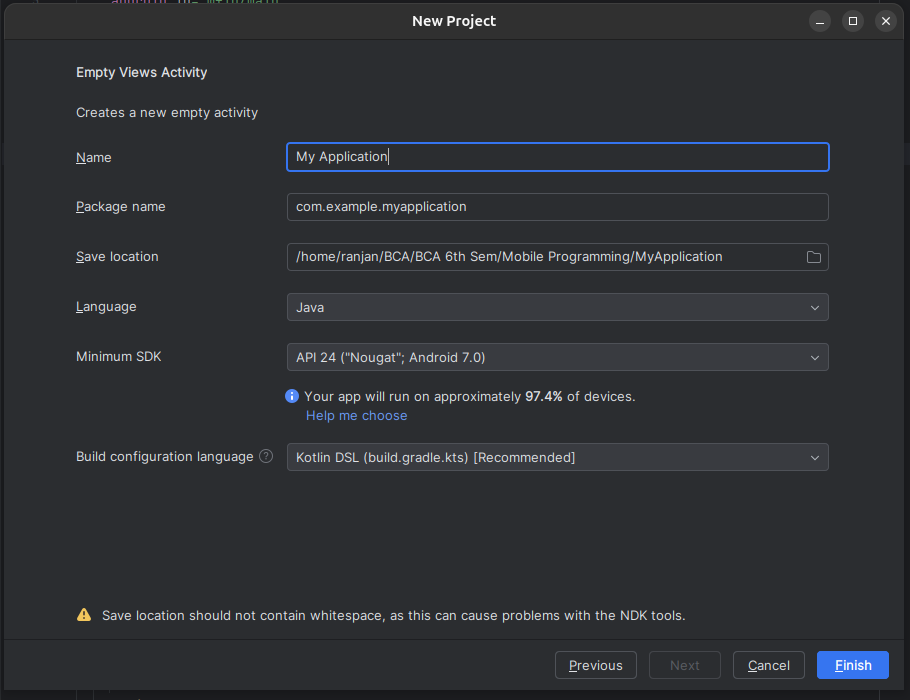 New Project
Empty Views Activity
Creates a new empty activity
Name My Application
Package name com.example.myapplication
Save location /home/ranjan/BCA/BCA 6th Sem/Mobile Programming/MyApplication
Language Java
Minimum SDK API 24 ("Nougat"; Android 7.0)
Your app will run on approximately 97.4% of devices.
Help me choose
Build configuration language ? Kotlin DSL (build.gradle.kts) [Recommended]
Save location should not contain whitespace, as this can cause problems with the NDK tools.
Previous Next Cancel Finish